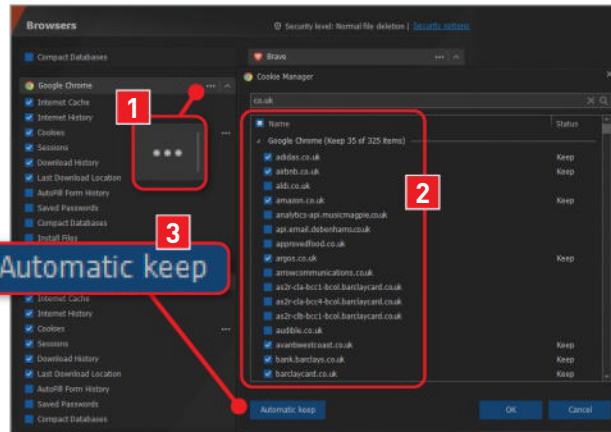 Browsers
Security level: Normal file deletion | Security options
Compact Databases
Brave
Google Chrome
Internet Cache
Internet History
Cookies
Sessions
Download History
Last Download Location
AutoFill Form History
Saved Passwords
Compact Databases
Install Files
1
3
Automatic keep
Internet Cache
Internet History
Cookies
Sessions
Download History
Last Download Location
AutoFill Form History
Saved Passwords
Compact Databases
Cookie Manager
co.uk
Name Status
Google Chrome (Keep 35 of 325 items)
adidas.co.uk Keep
airbnb.co.uk Keep
aldi.co.uk
amazon.co.uk Keep
2
analytics-api.musicmagpie.co.uk
api.email.debenhams.co.uk
approvedfood.co.uk
argos.co.uk Keep
arrowcommunications.co.uk
as2r-cla-bcc1-bcol.barclaycard.co.uk
as2r-cla-bcc4-bcol.barclaycard.co.uk
as2r-clb-bcc1-bcol.barclaycard.co.uk
audible.co.uk
avantiwestcoast.co.uk Keep
bank.barclays.co.uk Keep
barclaycard.co.uk Keep
Automatic keep OK Cancel